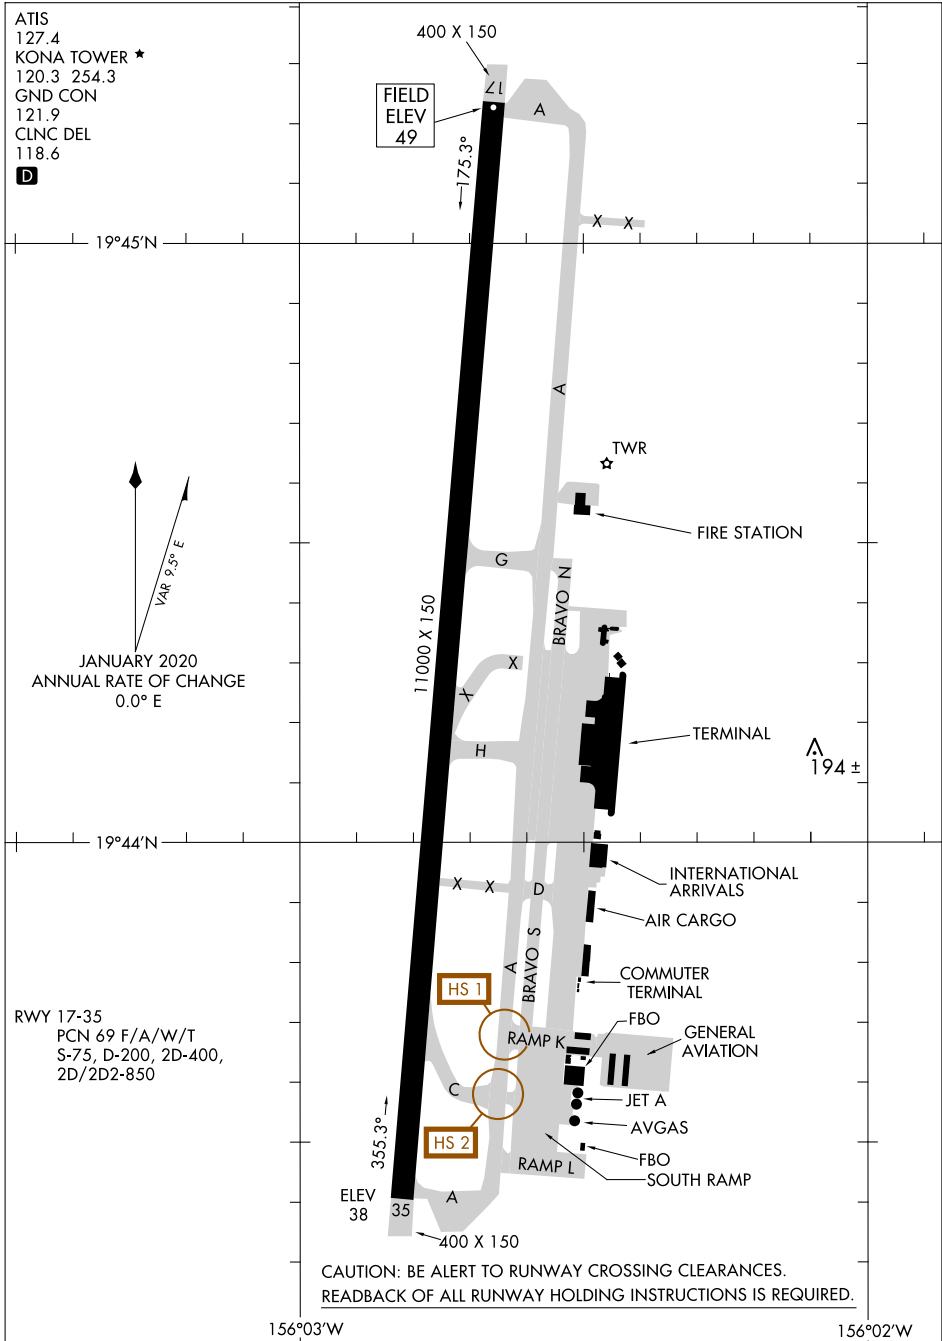 ATIS
127.4
KONA TOWER ★
120.3 254.3
GND CON
121.9
CLNC DEL
118.6
D
400 X 150
17
FIELD
ELEV
49
A
175.3°
X X
19°45'N
A
TWR
FIRE STATION
VAR 9.5° E
G
BRAVO N
11000 X 150
JANUARY 2020
ANNUAL RATE OF CHANGE
0.0° E
X
X
H
TERMINAL
194 ±
19°44'N
INTERNATIONAL
ARRIVALS
X X
D
AIR CARGO
A
BRAVO S
COMMUTER
TERMINAL
HS 1
RWY 17-35
PCN 69 F/A/W/T
S-75, D-200, 2D-400,
2D/2D2-850
FBO
RAMP K
GENERAL
AVIATION
C
JET A
355.3°
AVGAS
HS 2
FBO
RAMP L
SOUTH RAMP
ELEV
38
35
A
400 X 150
CAUTION: BE ALERT TO RUNWAY CROSSING CLEARANCES.
READBACK OF ALL RUNWAY HOLDING INSTRUCTIONS IS REQUIRED.
156°03'W
156°02'W